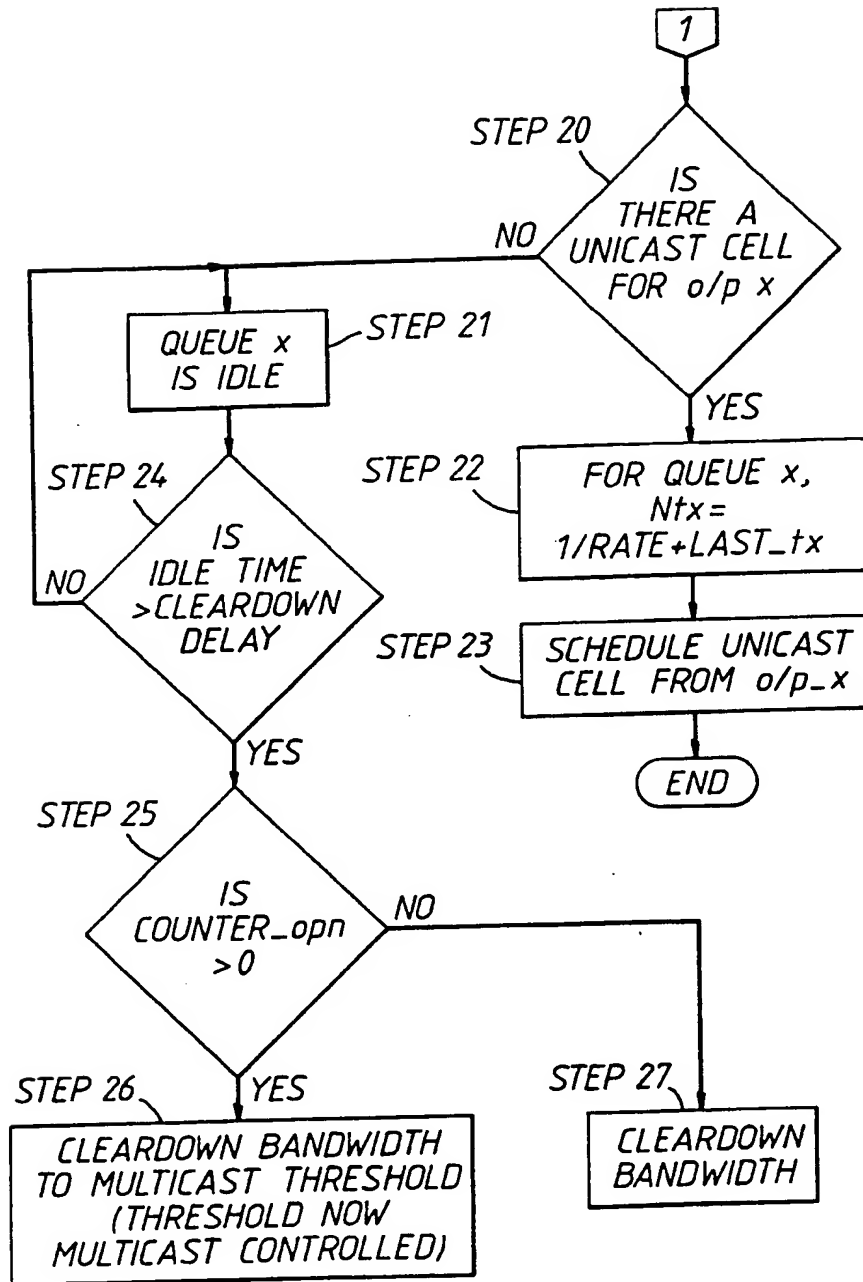 1
STEP 20
IS
THERE A
UNICAST CELL
FOR o/p x
NO
YES
QUEUE x
IS IDLE
STEP 21
STEP 22
FOR QUEUE x,
Ntx=
1/RATE+LAST_tx
STEP 24
IS
IDLE TIME
>CLEARDOWN
DELAY
NO
YES
STEP 23
SCHEDULE UNICAST
CELL FROM o/p_x
END
STEP 25
IS
COUNTER_opn
>0
NO
YES
STEP 26
CLEARDOWN BANDWIDTH
TO MULTICAST THRESHOLD
(THRESHOLD NOW
MULTICAST CONTROLLED)
STEP 27
CLEARDOWN
BANDWIDTH